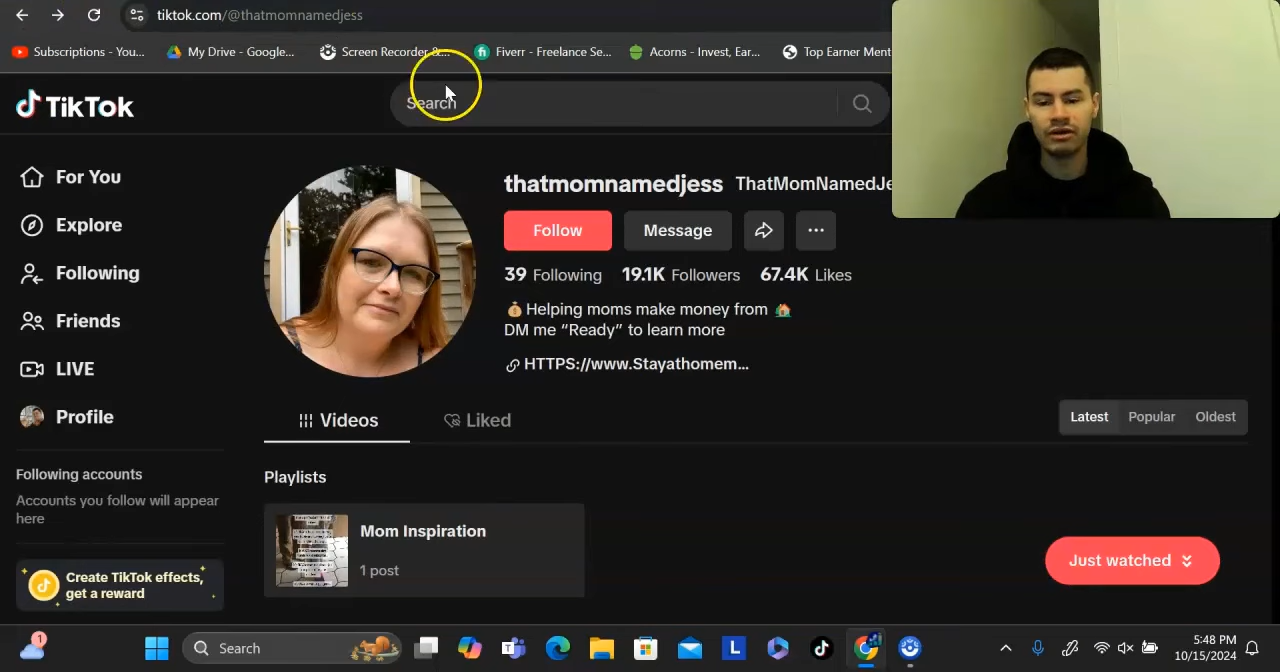 tiktok.com/@thatmomnamedjess
Subscriptions - You...
My Drive - Google...
Screen Recorder &...
Fiverr - Freelance Se...
Acorns - Invest, Ear...
Top Earner Ment
TikTok
Search
For You
Explore
Following
Friends
LIVE
Profile
Following accounts
Accounts you follow will appear
here
Create TikTok effects,
get a reward
thatmomnamedjess ThatMomNamedJe
Follow
Message
39 Following 19.1K Followers 67.4K Likes
💰Helping moms make money from 🏠
DM me “Ready” to learn more
HTTPS://www.Stayathomem...
Videos
Liked
Latest
Popular
Oldest
Playlists
Mom Inspiration
1 post
Just watched
1
Search
5:48 PM
10/15/2024